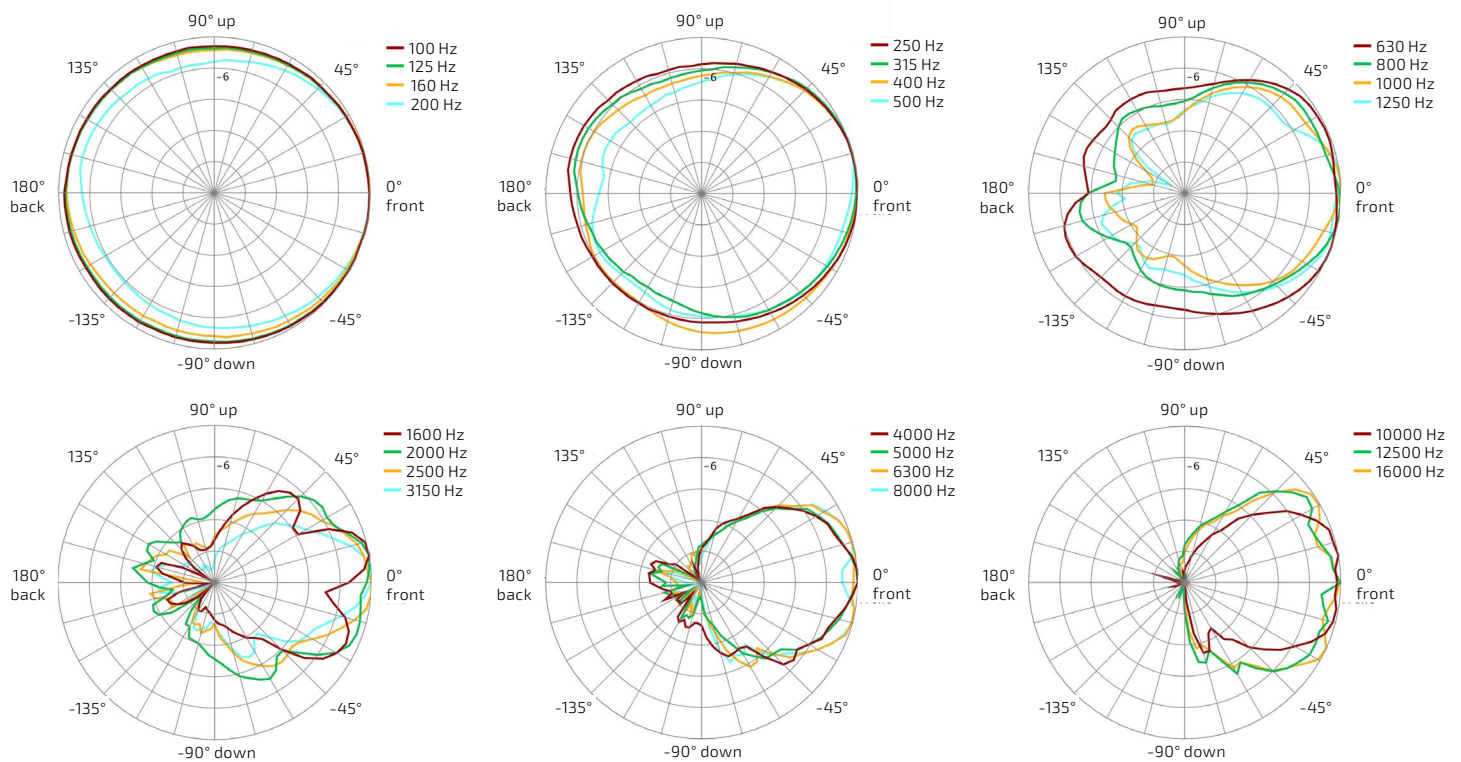 90° up
100 Hz
125 Hz
160 Hz
200 Hz
135°
45°
-6
180°
back
0°
front
-135°
-45°
-90° down
90° up
250 Hz
315 Hz
400 Hz
500 Hz
135°
45°
-6
180°
back
0°
front
-135°
-45°
-90° down
90° up
630 Hz
800 Hz
1000 Hz
1250 Hz
135°
45°
-6
180°
back
0°
front
-135°
-45°
-90° down
90° up
1600 Hz
2000 Hz
2500 Hz
3150 Hz
135°
45°
-6
180°
back
0°
front
-135°
-45°
-90° down
90° up
4000 Hz
5000 Hz
6300 Hz
8000 Hz
135°
45°
-6
180°
back
0°
front
-135°
-45°
-90° down
90° up
10000 Hz
12500 Hz
16000 Hz
135°
45°
-6
180°
back
0°
front
-135°
-45°
-90° down